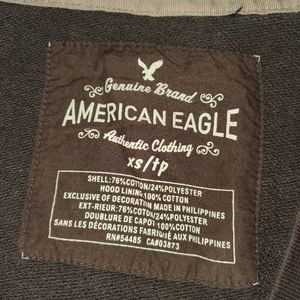 Genuine Brand
AMERICAN EAGLE
Authentic Clothing
xs/tp
SHELL: 76%COTTON/24%POLYESTER
HOOD LINING: 100% COTTON
EXCLUSIVE OF DECORATION MADE IN PHILIPPINES
EXT-RIEUR: 76%COTON/24%POLYESTER
DOUBLURE DE CAPOT 100%COTON
SANS LES DÉCORATIONS FABRIQUÉ AUX PHILIPPINES
RN#54485 CA#03873